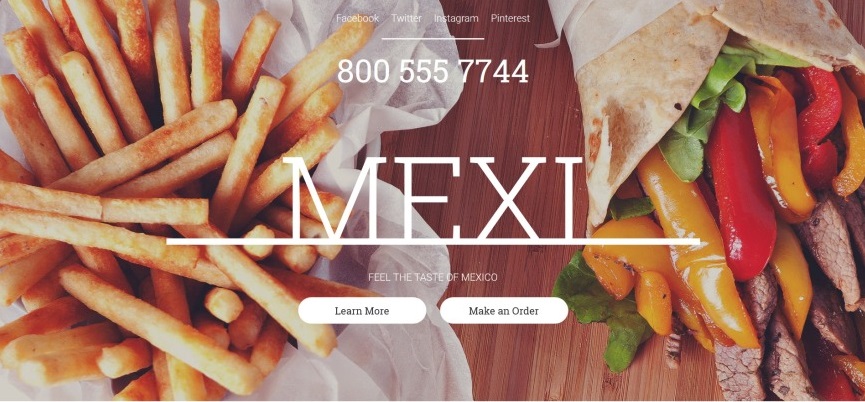 Facebook Twitter Instagram Pinterest
800 555 7744
MEXI
FEEL THE TASTE OF MEXICO
Learn More Make an Order